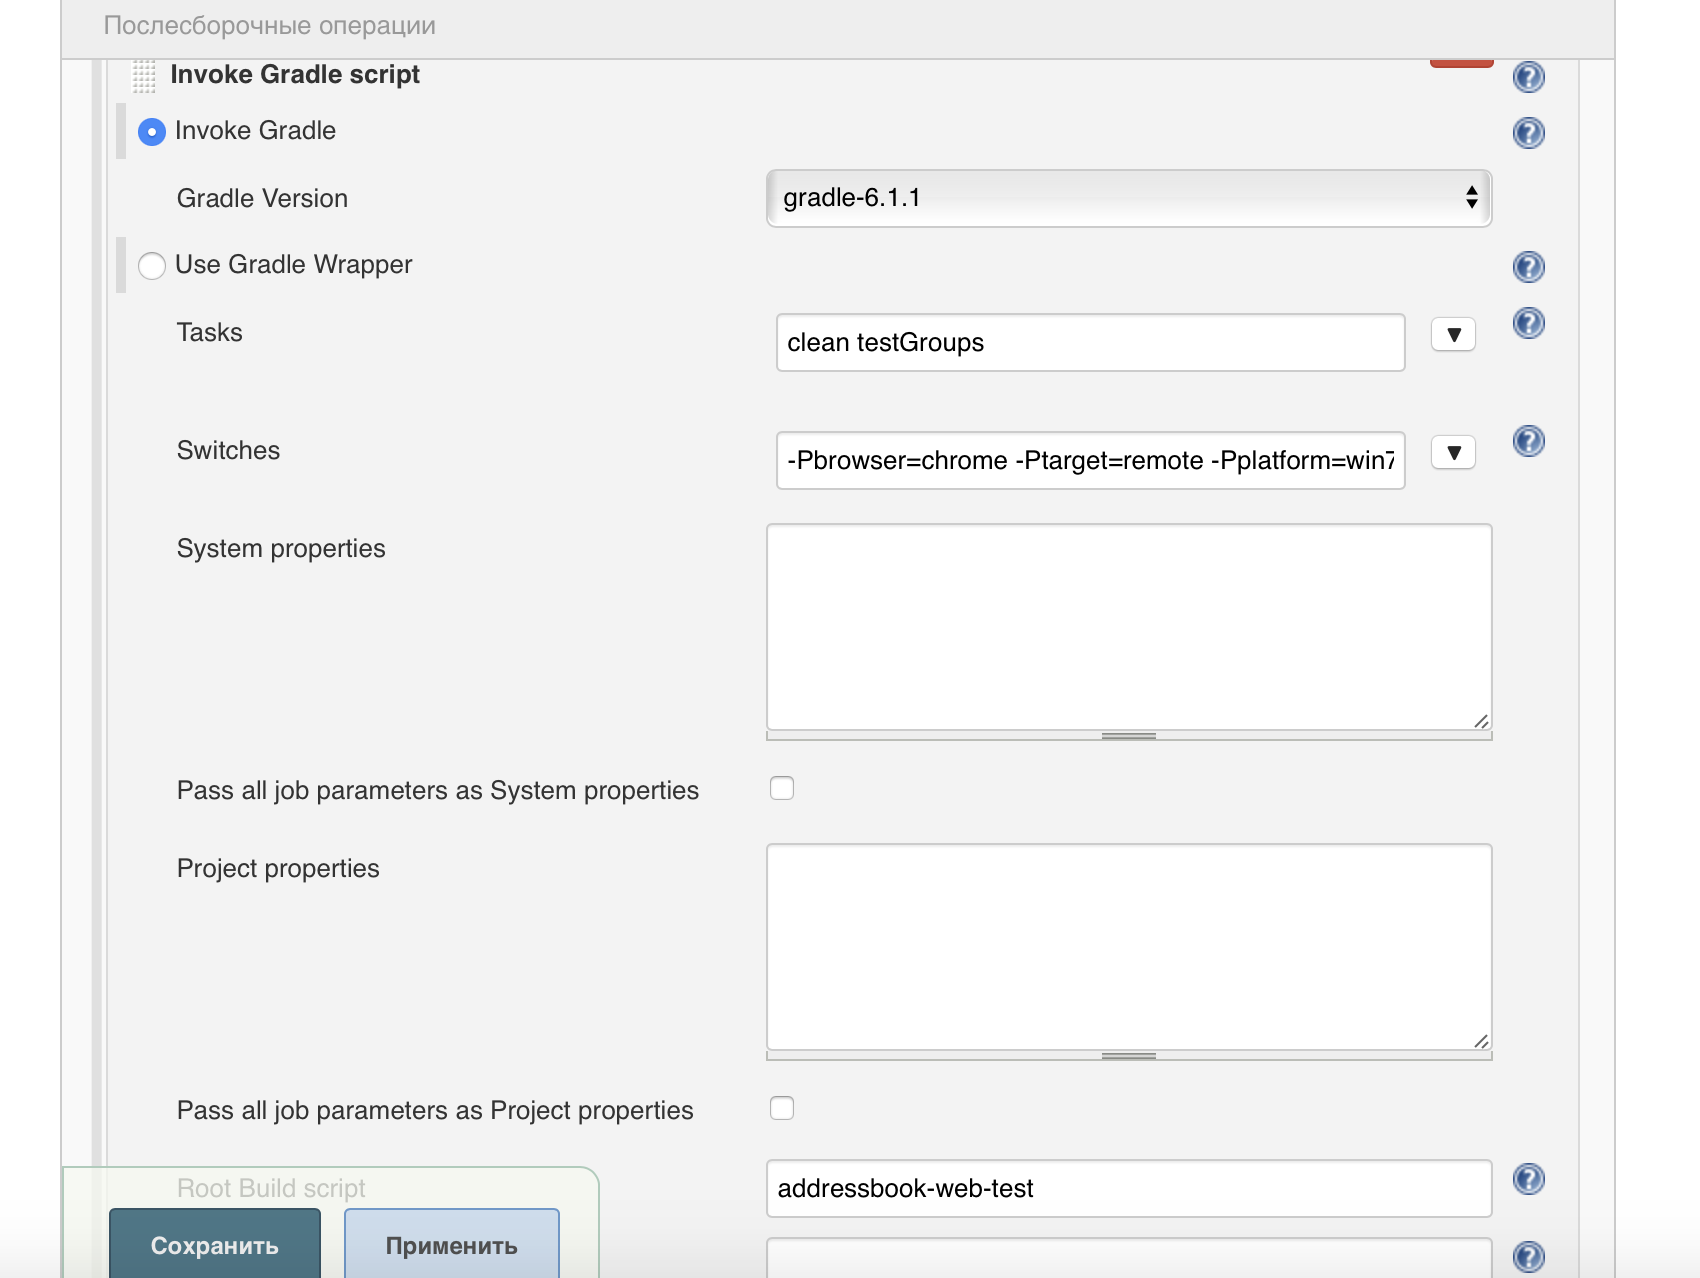 Послесборочные операции
Invoke Gradle script
Invoke Gradle
Gradle Version
gradle-6.1.1
Use Gradle Wrapper
Tasks
clean testGroups
Switches
-Pbrowser=chrome -Ptarget=remote -Pplatform=win7
System properties
Pass all job parameters as System properties
Project properties
Pass all job parameters as Project properties
Root Build script
addressbook-web-test
Сохранить
Применить